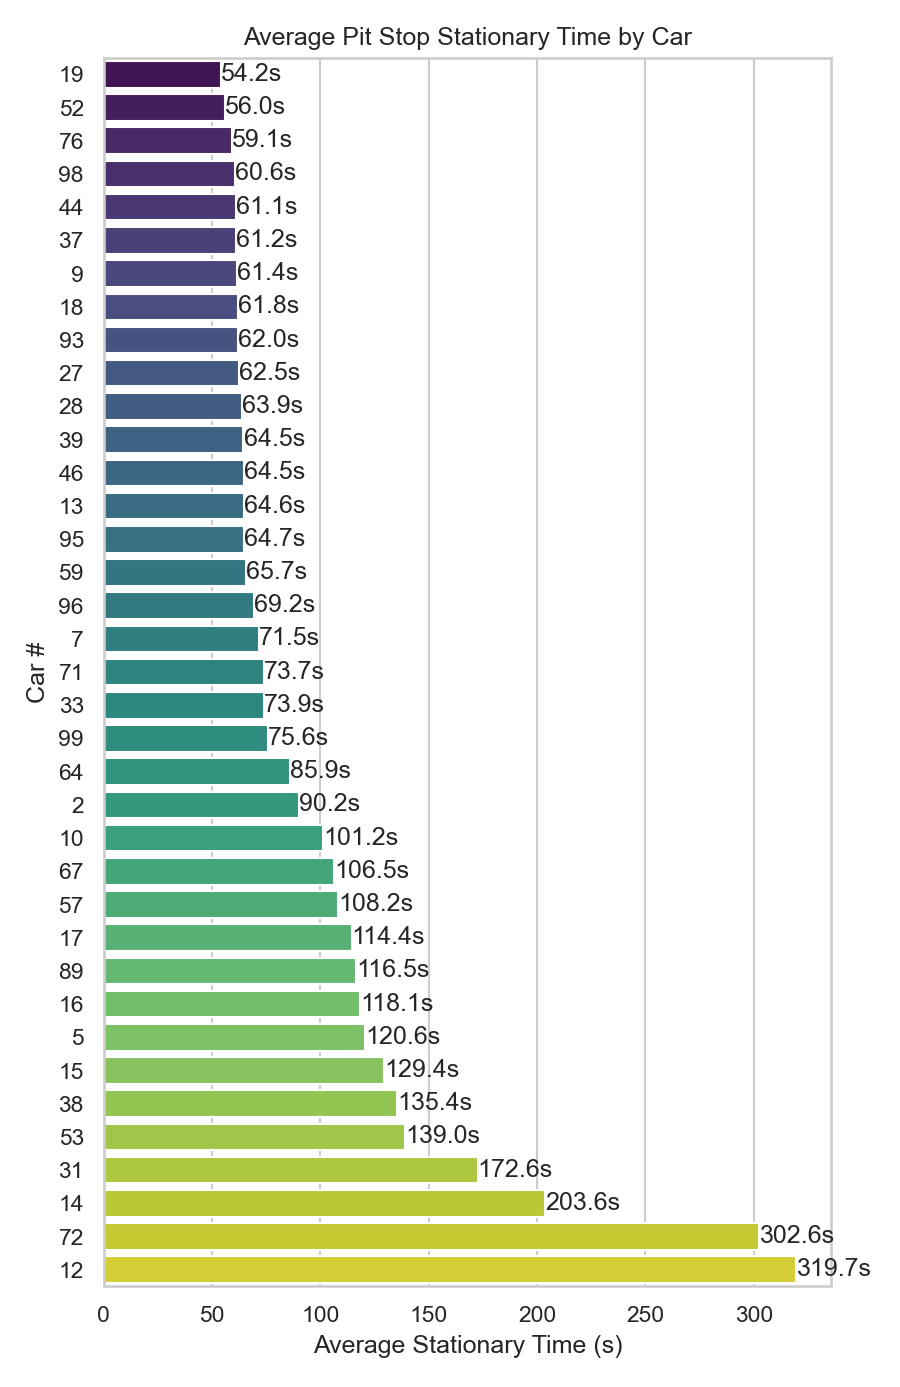 Average Pit Stop Stationary Time by Car
19 54.2s
52 56.0s
76 59.1s
98 60.6s
44 61.1s
37 61.2s
9 61.4s
18 61.8s
93 62.0s
27 62.5s
28 63.9s
39 64.5s
46 64.5s
13 64.6s
95 64.7s
59 65.7s
96 69.2s
7 71.5s
71 73.7s
33 73.9s
99 75.6s
64 85.9s
2 90.2s
10 101.2s
67 106.5s
57 108.2s
17 114.4s
89 116.5s
16 118.1s
5 120.6s
15 129.4s
38 135.4s
53 139.0s
31 172.6s
14 203.6s
72 302.6s
12 319.7s
Car #
0 50 100 150 200 250 300
Average Stationary Time (s)